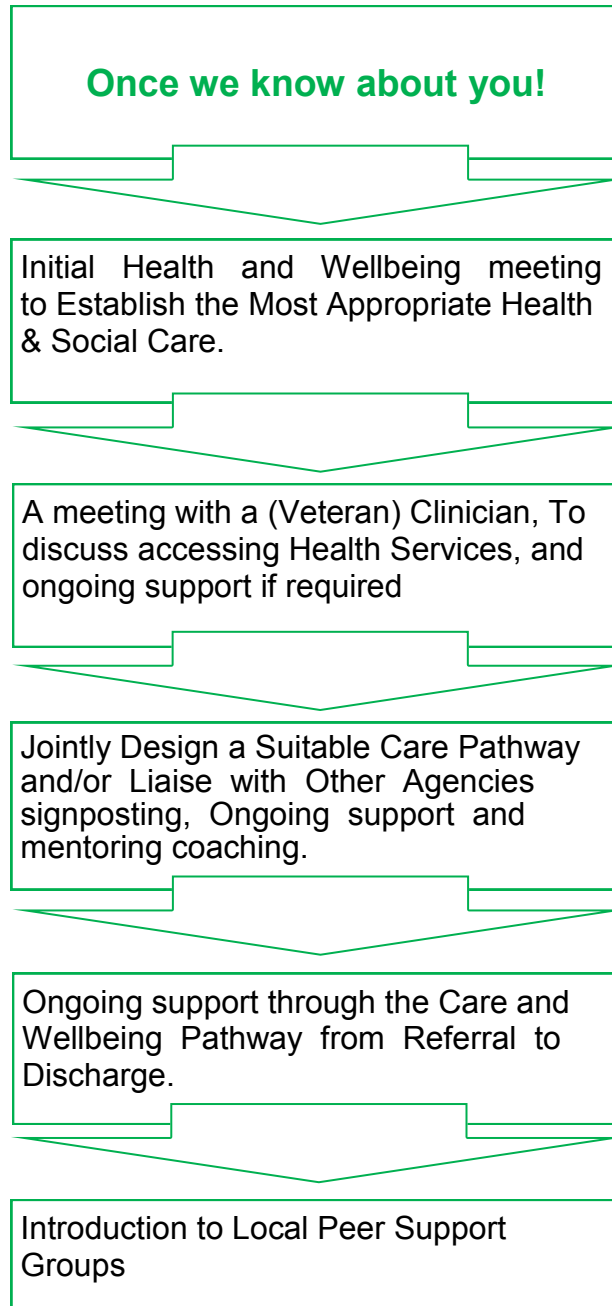 Once we know about you!
Initial Health and Wellbeing meeting
to Establish the Most Appropriate Health
& Social Care.
A meeting with a (Veteran) Clinician, To
discuss accessing Health Services, and
ongoing support if required
Jointly Design a Suitable Care Pathway
and/or Liaise with Other Agencies
signposting, Ongoing support and
mentoring coaching.
Ongoing support through the Care and
Wellbeing Pathway from Referral to
Discharge.
Introduction to Local Peer Support
Groups